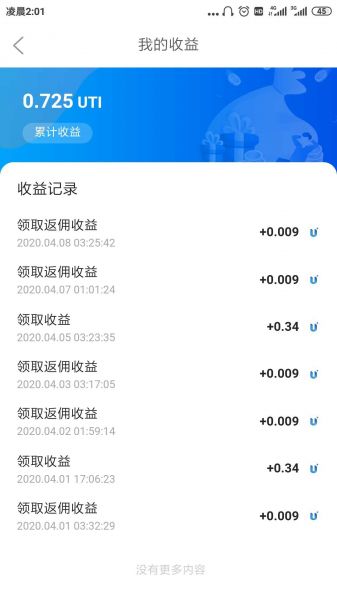 凌晨2:01
HD 4G 3G 45
我的收益
0.725 UTI
累计收益
收益记录
领取返佣收益
+0.009
2020.04.08 03:25:42
领取返佣收益
+0.009
2020.04.07 01:01:24
领取收益
+0.34
2020.04.05 03:23:35
领取返佣收益
+0.009
2020.04.03 03:17:05
领取返佣收益
+0.009
2020.04.02 01:59:14
领取收益
+0.34
2020.04.01 17:06:23
领取返佣收益
+0.009
2020.04.01 03:32:29
没有更多内容